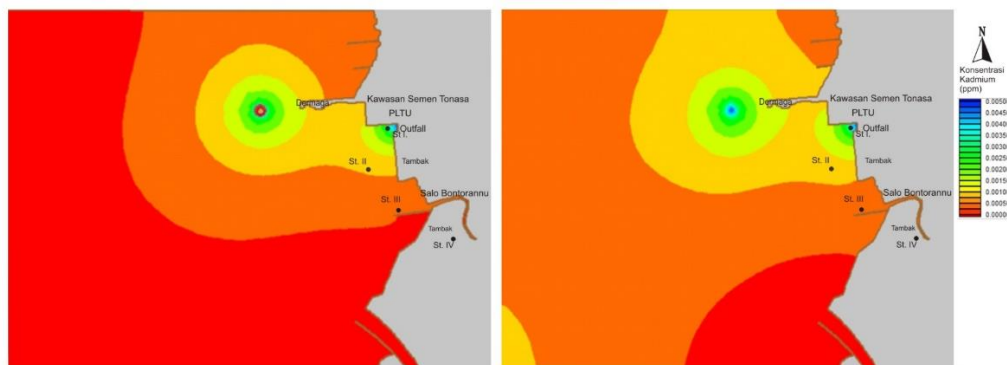 Dermaga
Kawasan Semen Tonasa
PLTU
Outfall
St I.
St. II
Tambak
Salo Bontorannu
St. III
Tambak
St. IV
Dermaga
Kawasan Semen Tonasa
PLTU
Outfall
St I.
St. II
Tambak
Salo Bontorannu
St. III
Tambak
St. IV
N
Konsentrasi
Kadmium
(ppm)
0.0050
0.0045
0.0040
0.0035
0.0030
0.0025
0.0020
0.0015
0.0010
0.0005
0.0000